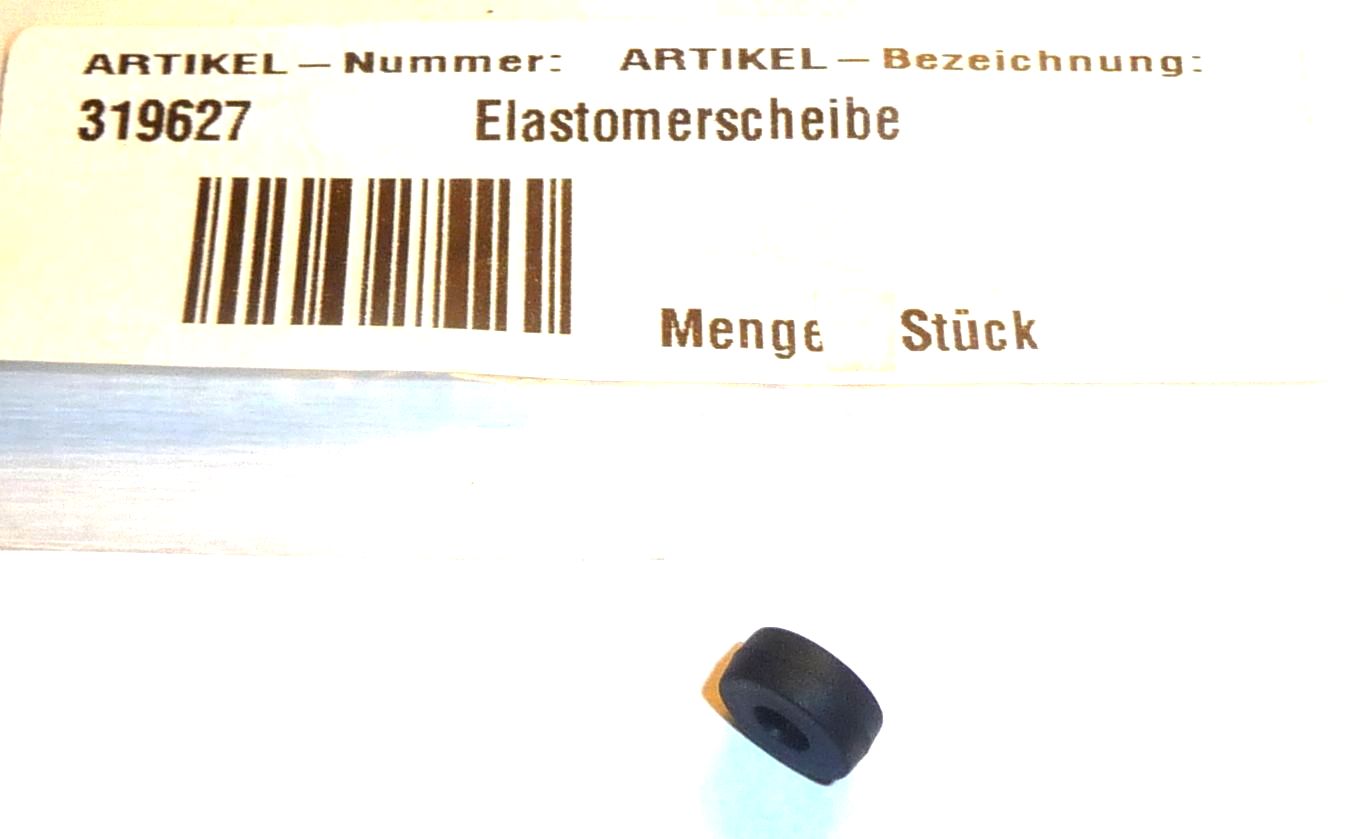 ARTIKEL – Nummer: ARTIKEL – Bezeichnung:
319627 Elastomerscheibe
Menge Stück